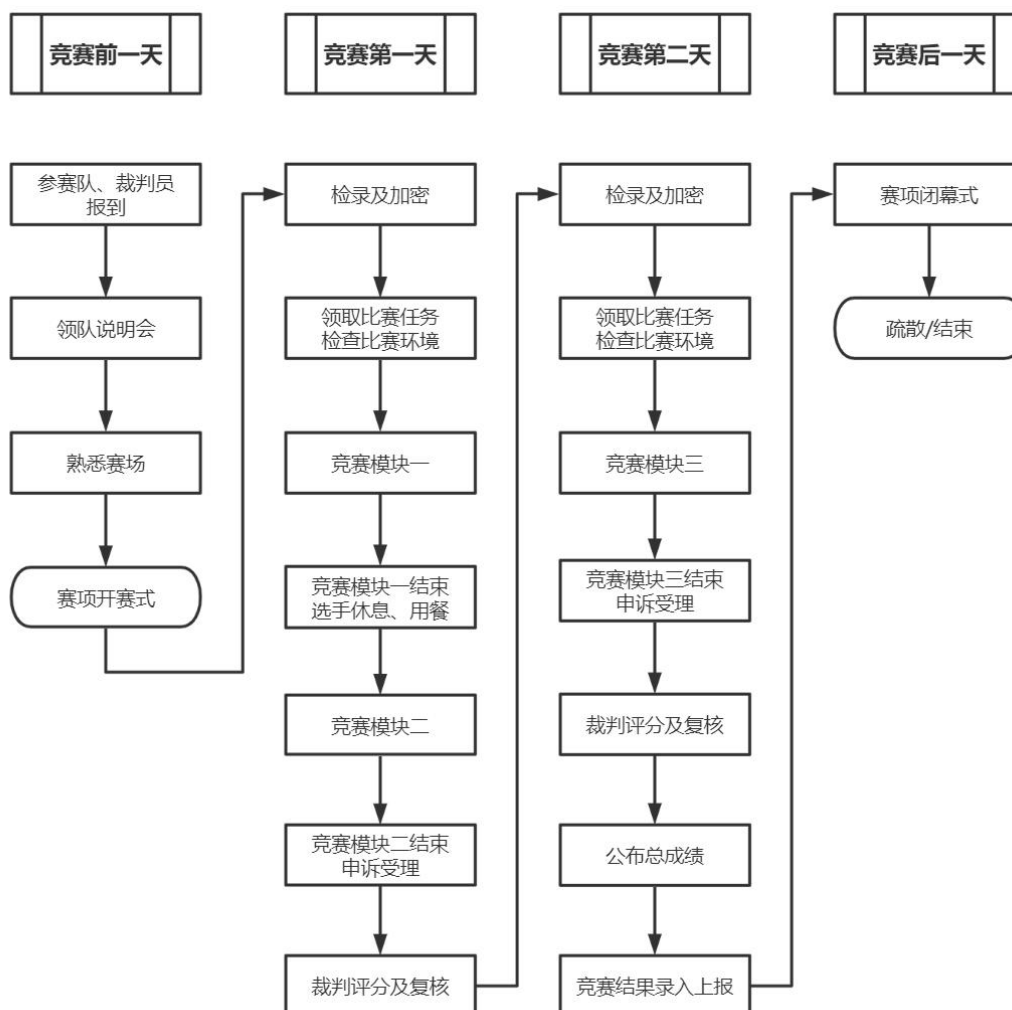 竞赛前一天
竞赛第一天
竞赛第二天
竞赛后一天
参赛队、裁判员
报到
领队说明会
熟悉赛场
赛项开赛式
检录及加密
领取比赛任务
检查比赛环境
竞赛模块一
竞赛模块一结束
选手休息、用餐
竞赛模块二
竞赛模块二结束
申诉受理
裁判评分及复核
检录及加密
领取比赛任务
检查比赛环境
竞赛模块三
竞赛模块三结束
申诉受理
裁判评分及复核
公布总成绩
竞赛结果录入上报
赛项闭幕式
疏散/结束